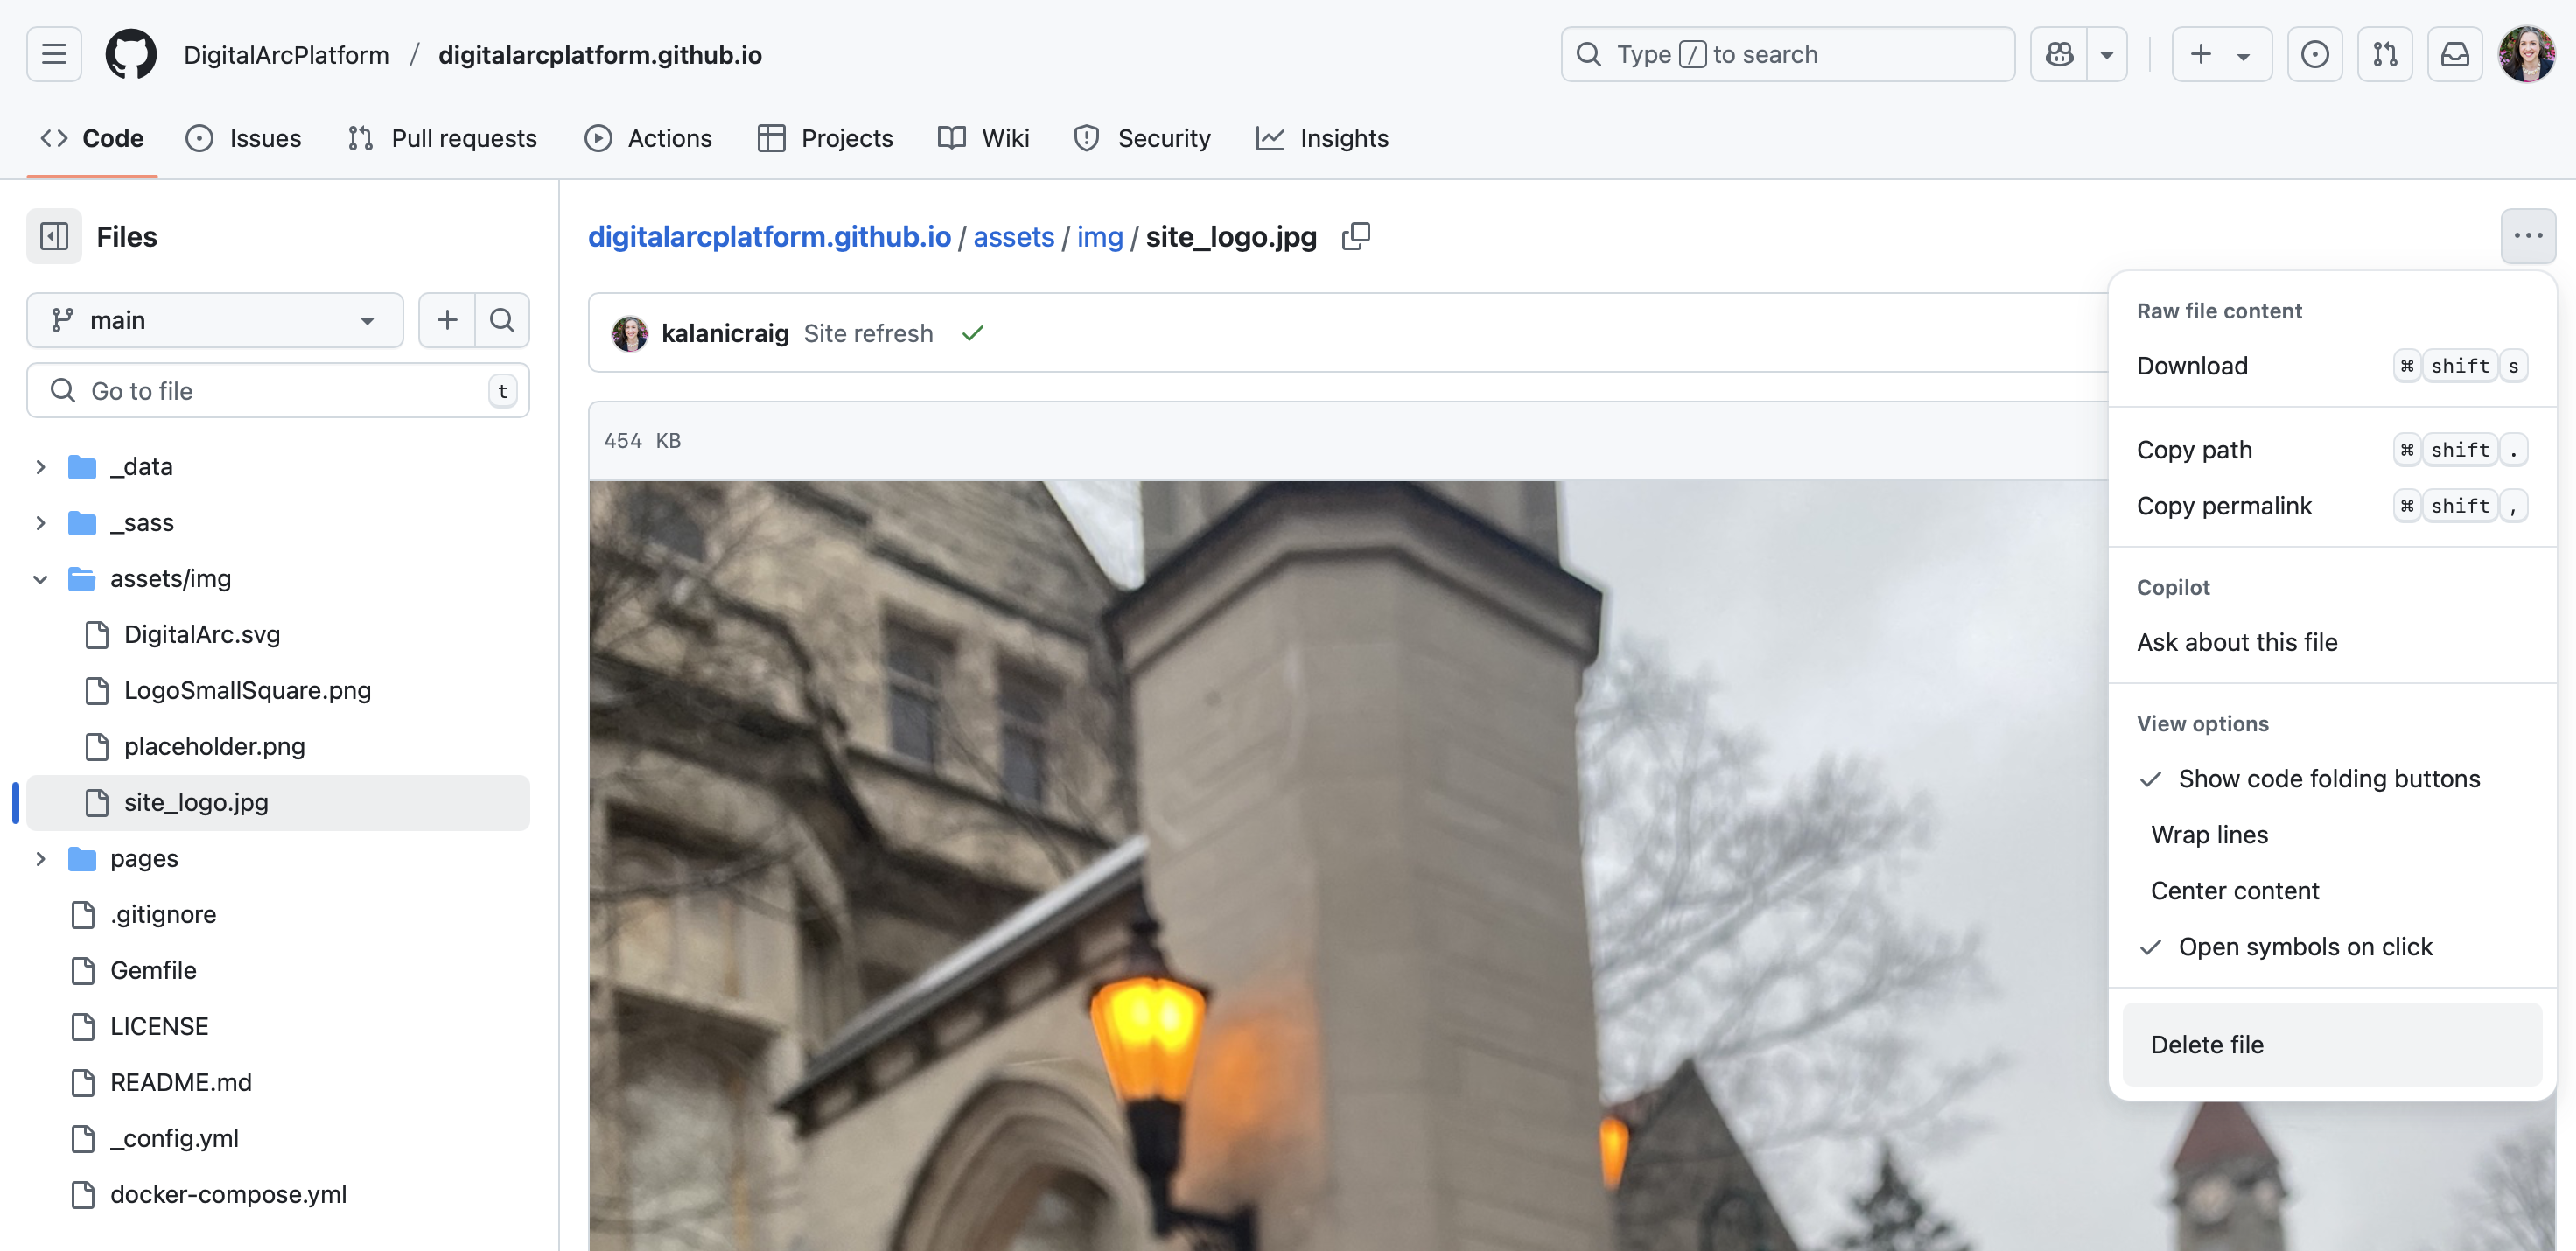 DigitalArcPlatform / digitalarcplatform.github.io
Type / to search
Code
Issues
Pull requests
Actions
Projects
Wiki
Security
Insights
Files
main
Go to file
t
_data
_sass
assets/img
DigitalArc.svg
LogoSmallSquare.png
placeholder.png
site_logo.jpg
pages
.gitignore
Gemfile
LICENSE
README.md
_config.yml
docker-compose.yml
digitalarcplatform.github.io / assets / img / site_logo.jpg
kalanicraig Site refresh
454 KB
Raw file content
Download ⌘ shift s
Copy path ⌘ shift .
Copy permalink ⌘ shift ,
Copilot
Ask about this file
View options
Show code folding buttons
Wrap lines
Center content
Open symbols on click
Delete file